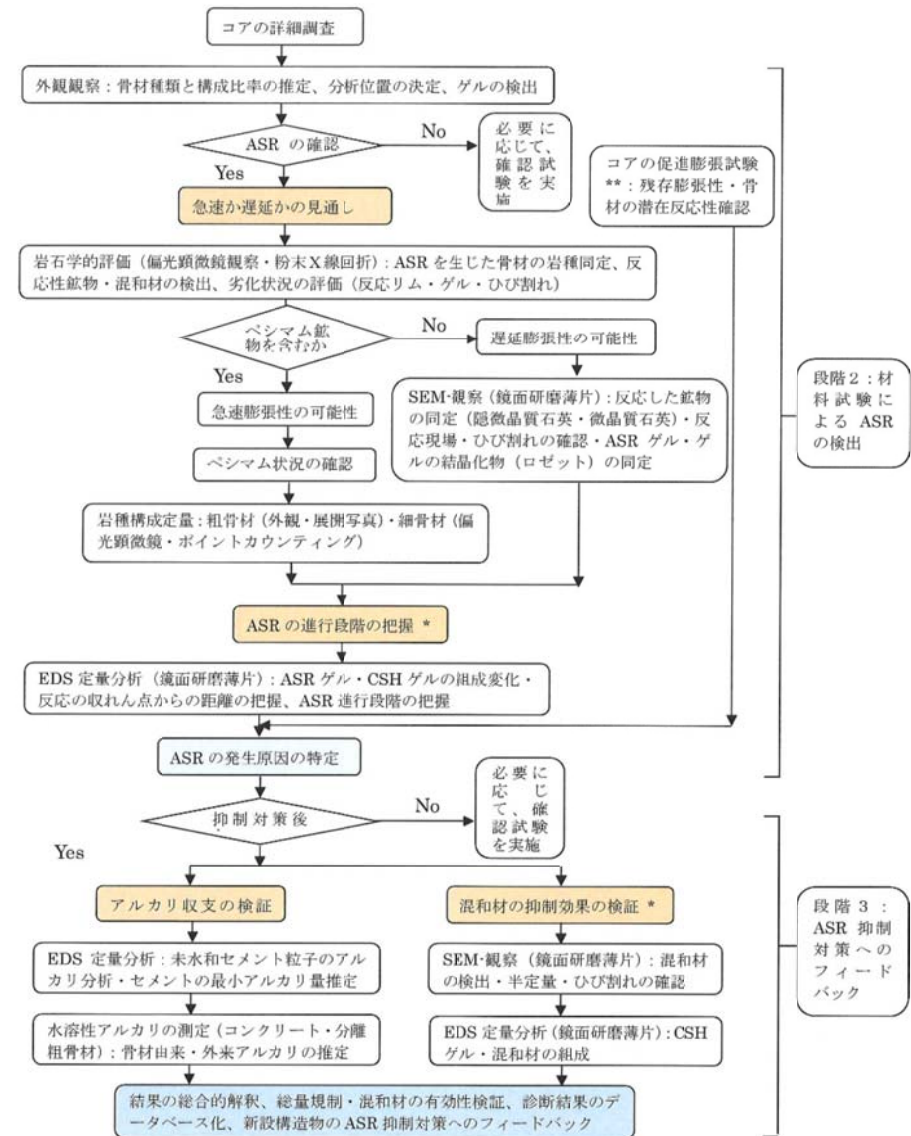 コアの詳細調査
外観観察：骨材種類と構成比率の推定、分析位置の決定、ゲルの検出
ASR の確認
No
必要に
応じて、
確認試
験を実
施
Yes
急速か遅延かの見通し
コアの促進膨張試験
**：残存膨張性・骨
材の潜在反応性確認
岩石学的評価（偏光顕微鏡観察・粉末X線回折）：ASR を生じた骨材の岩種同定、反
応性鉱物・混和材の検出、劣化状況の評価（反応リム・ゲル・ひび割れ）
ペシマム鉱
物を含むか
No
遅延膨張性の可能性
Yes
急速膨張性の可能性
SEM-観察（鏡面研磨薄片）：反応した鉱物
の同定（隠微晶質石英・微晶質石英）・反
応現場・ひび割れの確認・ASR ゲル・ゲ
ルの結晶化物（ロゼット）の同定
ペシマム状況の確認
段階 2：材
料試験に
よる ASR
の検出
岩種構成定量：粗骨材（外観・展開写真）・細骨材（偏
光顕微鏡・ポイントカウンティング）
ASR の進行段階の把握 *
EDS 定量分析（鏡面研磨薄片）：ASR ゲル・CSH ゲルの組成変化・
反応の収れん点からの距離の把握、ASR 進行段階の把握
ASR の発生原因の特定
抑制対策後
No
必要に
応じ
て、確
認試験
を実施
Yes
アルカリ収支の検証
混和材の抑制効果の検証 *
EDS 定量分析：未水和セメント粒子のアル
カリ分析・セメントの最小アルカリ量推定
SEM-観察（鏡面研磨薄片）：混和材
の検出・半定量・ひび割れの確認
段階 3：
ASR 抑制
対策への
フィード
バック
水溶性アルカリの測定（コンクリート・分離
粗骨材）：骨材由来・外来アルカリの推定
EDS 定量分析（鏡面研磨薄片）：CSH
ゲル・混和材の組成
結果の総合的解釈、総量規制・混和材の有効性検証、診断結果のデ
ータベース化、新設構造物の ASR 抑制対策へのフィードバック